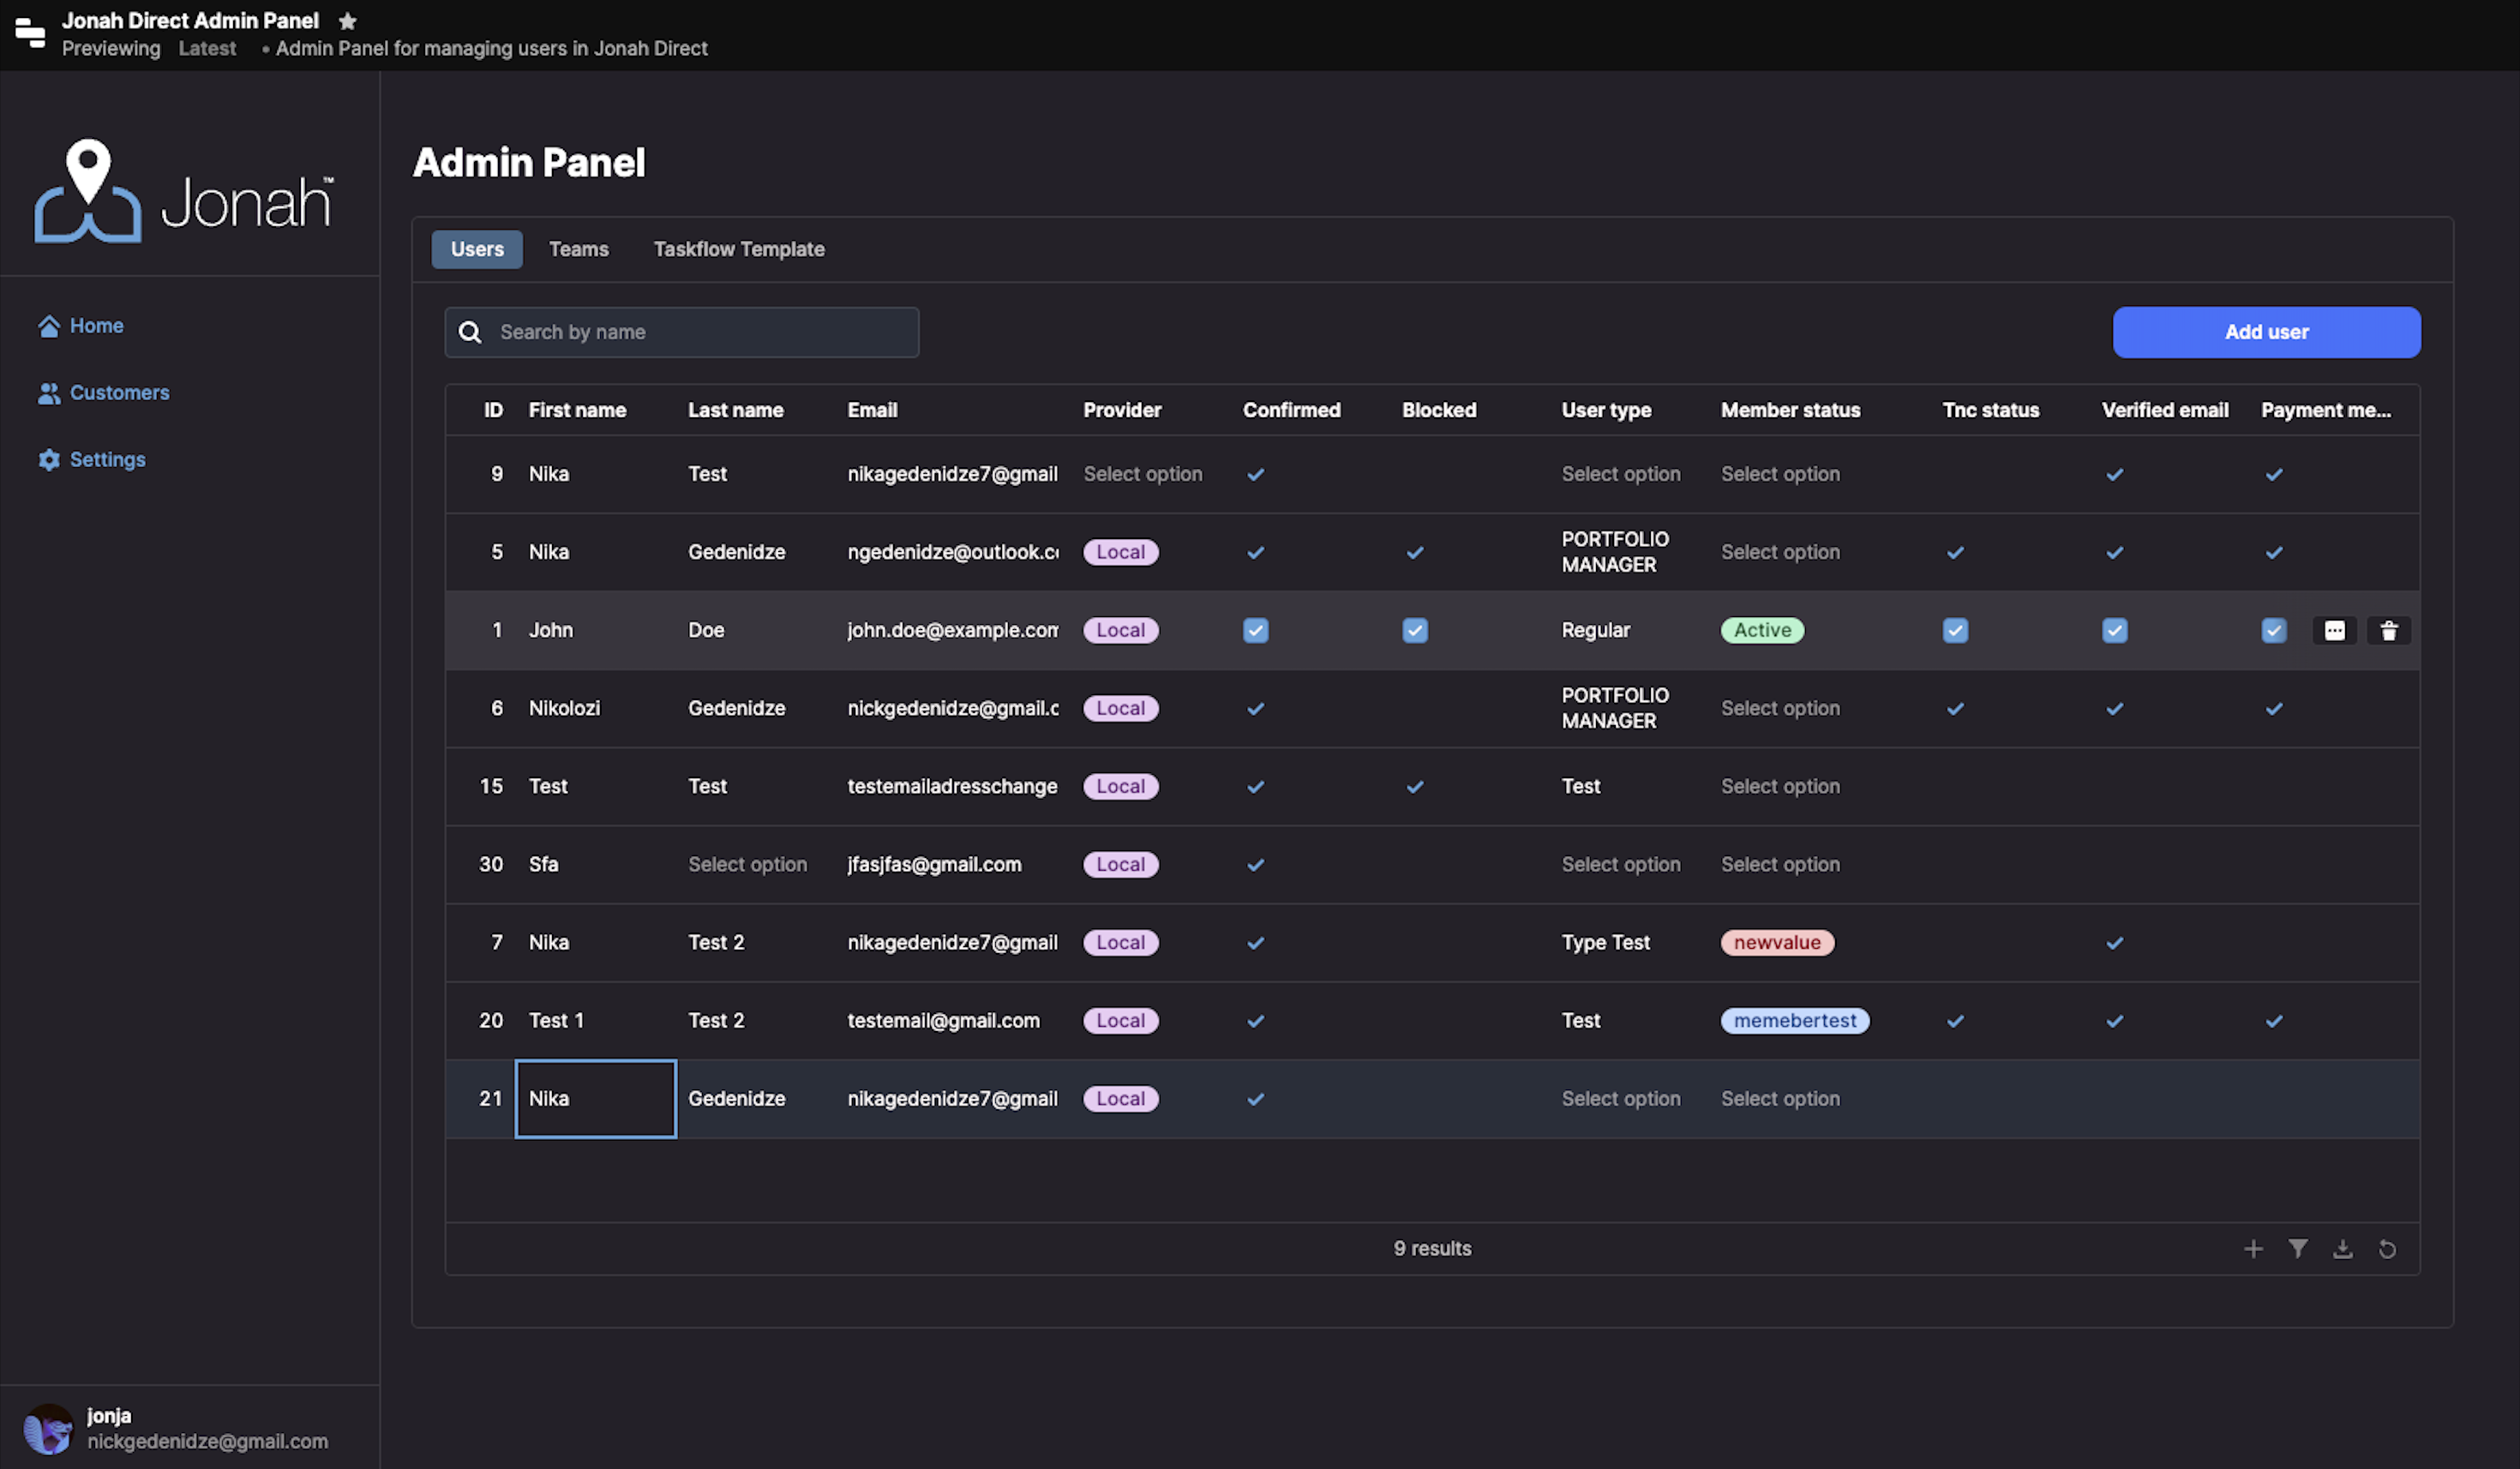 Jonah Direct Admin Panel
Previewing Latest • Admin Panel for managing users in Jonah Direct
Jonah™
Home
Customers
Settings
Admin Panel
Users Teams Taskflow Template
Search by name
Add user
ID First name Last name Email Provider Confirmed Blocked User type Member status Tnc status Verified email Payment me...
9 Nika Test nikagedenidze7@gmail Select option Select option Select option
5 Nika Gedenidze ngedenidze@outlook.c Local PORTFOLIO MANAGER Select option
1 John Doe john.doe@example.com Local Regular Active
6 Nikolozi Gedenidze nickgedenidze@gmail.c Local PORTFOLIO MANAGER Select option
15 Test Test testemailadresschange Local Test Select option
30 Sfa Select option jfasjfas@gmail.com Local Select option Select option
7 Nika Test 2 nikagedenidze7@gmail Local Type Test newvalue
20 Test 1 Test 2 testemail@gmail.com Local Test memebertest
21 Nika Gedenidze nikagedenidze7@gmail Local Select option Select option
9 results
jonja
nickgedenidze@gmail.com